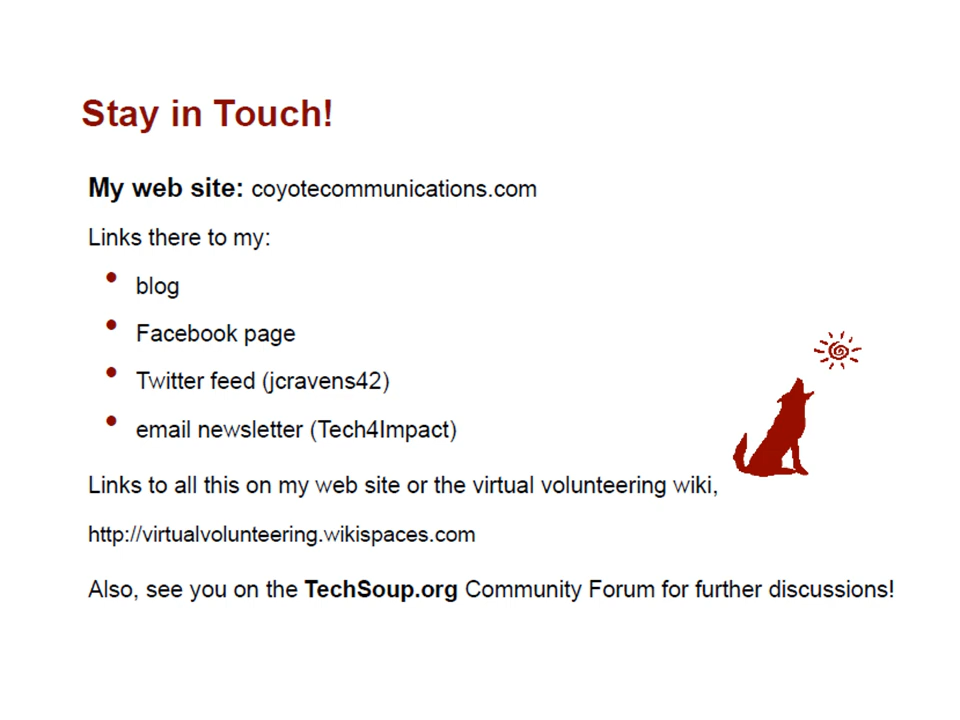 Stay in Touch!
My web site: coyotecommunications.com
Links there to my:
• blog
• Facebook page
• Twitter feed (jcravens42)
• email newsletter (Tech4Impact)
Links to all this on my web site or the virtual volunteering wiki,
http://virtualvolunteering.wikispaces.com
Also, see you on the TechSoup.org Community Forum for further discussions!